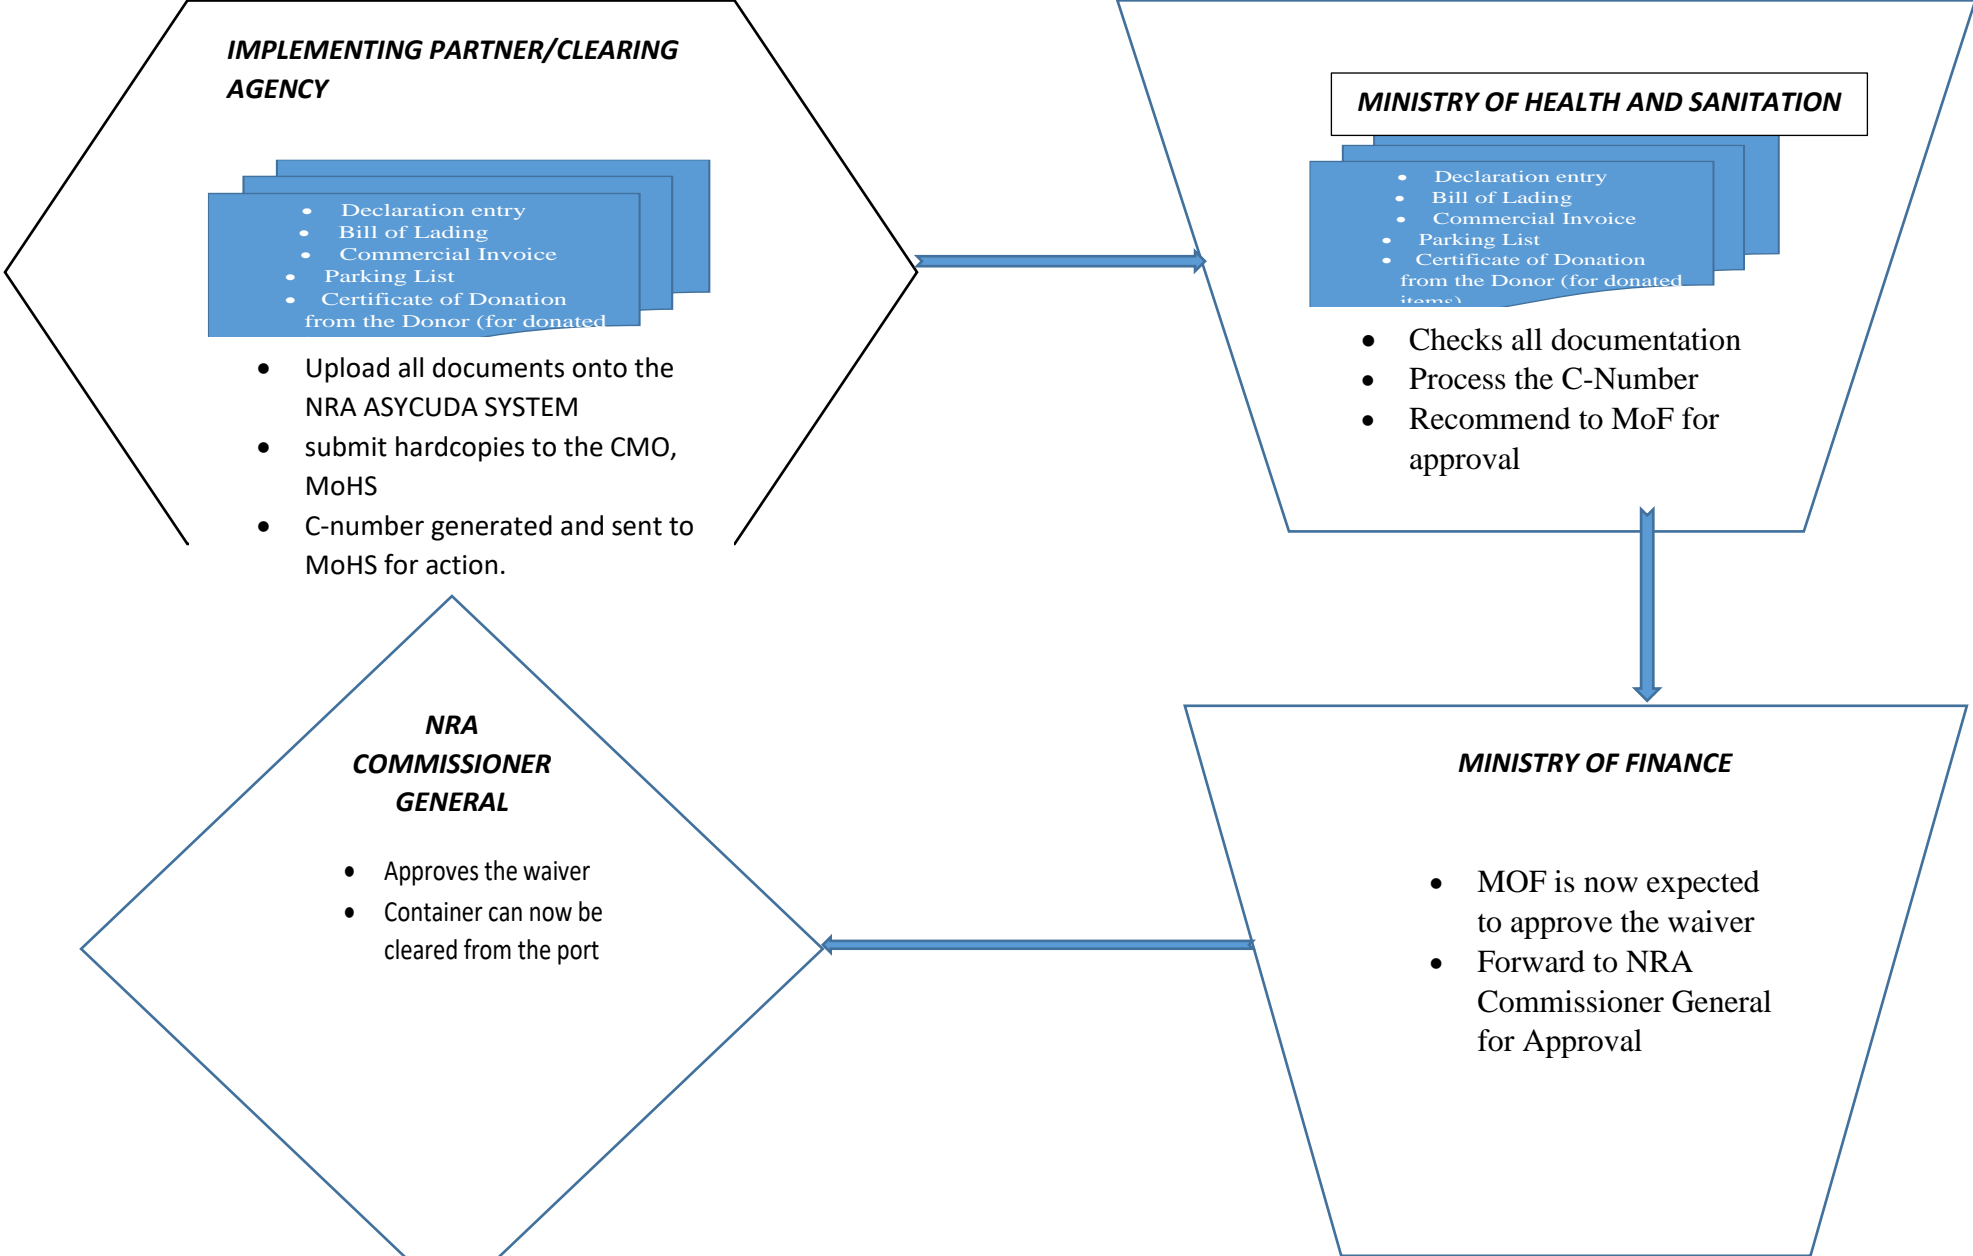 IMPLEMENTING PARTNER/CLEARING
AGENCY
• Declaration entry
• Bill of Lading
• Commercial Invoice
• Parking List
• Certificate of Donation
from the Donor (for donated
• Upload all documents onto the
NRA ASYCUDA SYSTEM
• submit hardcopies to the CMO,
MoHS
• C-number generated and sent to
MoHS for action.
MINISTRY OF HEALTH AND SANITATION
• Declaration entry
• Bill of Lading
• Commercial Invoice
• Parking List
• Certificate of Donation
from the Donor (for donated
items)
• Checks all documentation
• Process the C-Number
• Recommend to MoF for
approval
MINISTRY OF FINANCE
• MOF is now expected
to approve the waiver
• Forward to NRA
Commissioner General
for Approval
NRA
COMMISSIONER
GENERAL
• Approves the waiver
• Container can now be
cleared from the port